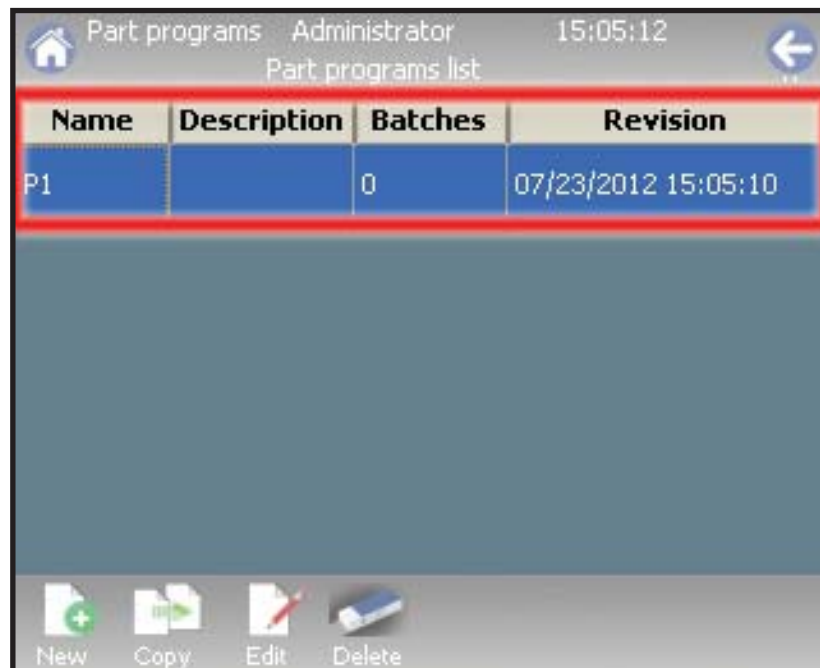 Part programs Administrator 15:05:12
Part programs list
Name Description Batches Revision
P1 0 07/23/2012 15:05:10
New Copy Edit Delete